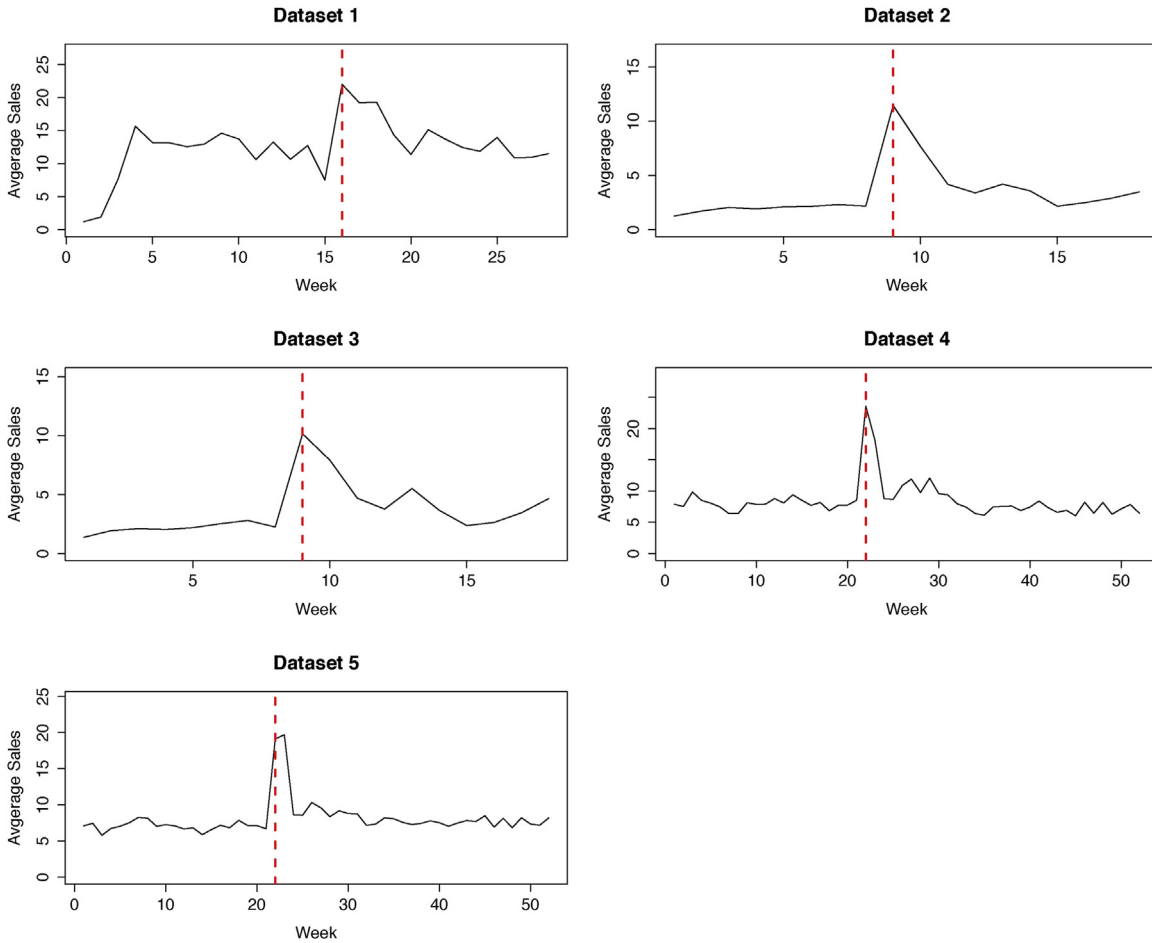 Dataset 1
Avgerage Sales
0 5 10 15 20 25
0 5 10 15 20 25
Week
Dataset 2
Avgerage Sales
0 5 10 15
5 10 15
Week
Dataset 3
Avgerage Sales
0 5 10 15
5 10 15
Week
Dataset 4
Avgerage Sales
0 5 10 20
0 10 20 30 40 50
Week
Dataset 5
Avgerage Sales
0 5 10 15 20 25
0 10 20 30 40 50
Week